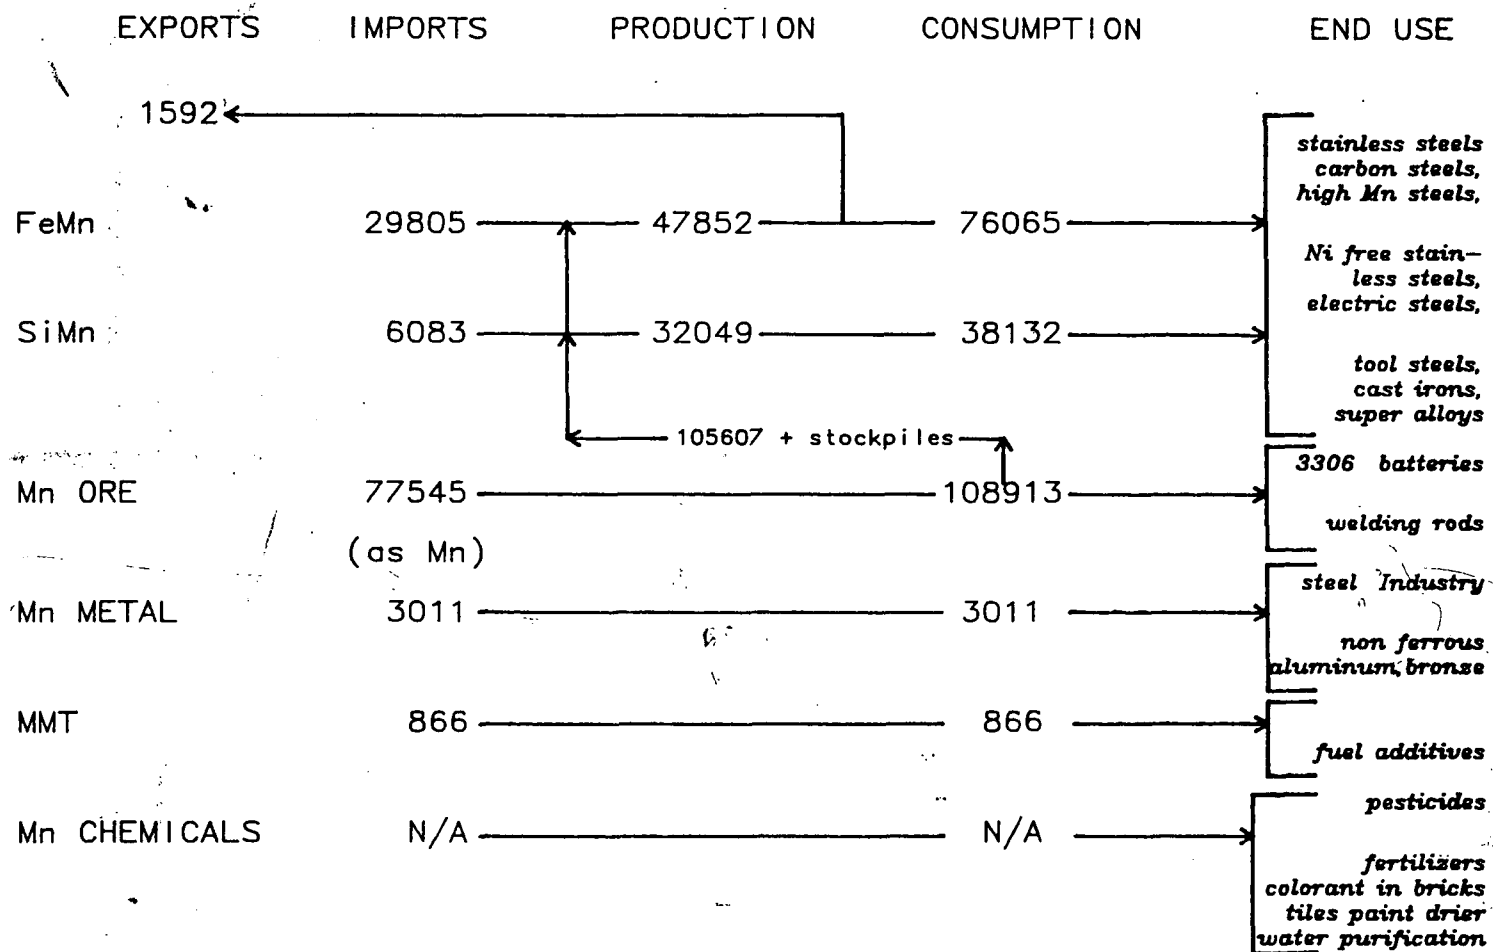 EXPORTS IMPORTS PRODUCTION CONSUMPTION END USE
1592
stainless steels
carbon steels,
high Mn steels,
FeMn 29805 47852 76065
Ni free stain-
less steels,
electric steels,
SiMn 6083 32049 38132
tool steels,
cast irons,
super alloys
105607 + stockpiles
3306 batteries
Mn ORE 77545 108913
welding rods
(as Mn)
steel Industry
Mn METAL 3011 3011
non ferrous
aluminum, bronze
MMT 866 866
fuel additives
pesticides
Mn CHEMICALS N/A N/A
fertilizers
colorant in bricks
tiles paint drier
water purification